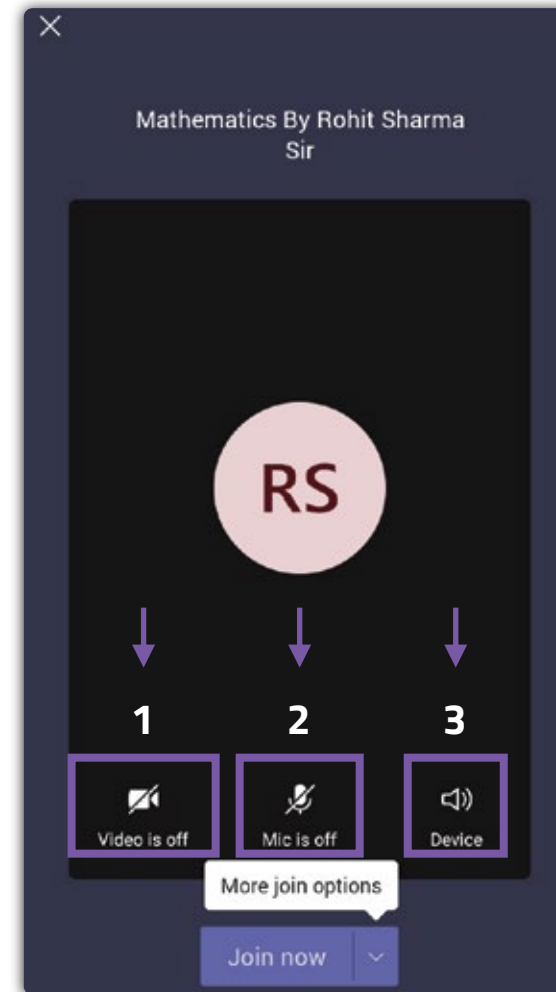 Mathematics By Rohit Sharma
Sir
RS
1 2 3
Video is off Mic is off Device
More join options
Join now